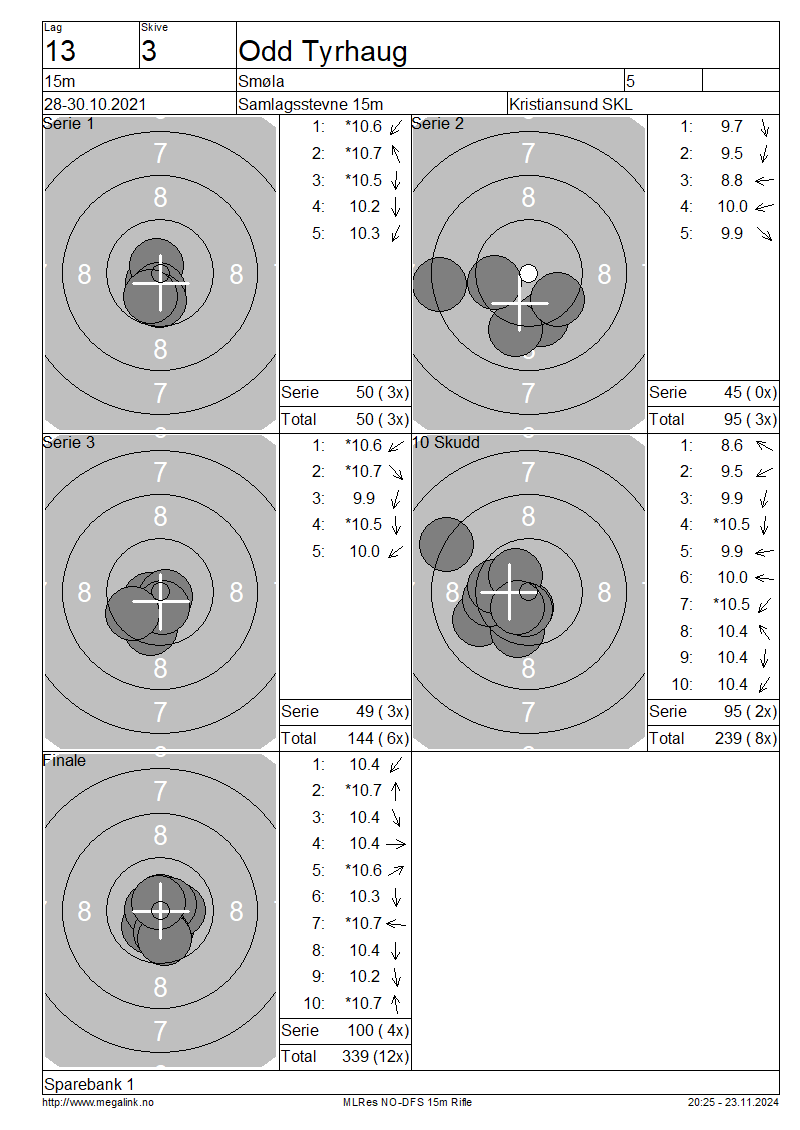 Lag
Skive
13
3
Odd Tyrhaug
15m
Smøla
5
28-30.10.2021
Samlagsstevne 15m
Kristiansund SKL
Serie 1
7
8
8
8
8
7
1: *10.6
2: *10.7
3: *10.5
4: 10.2
5: 10.3
Serie 50 ( 3x)
Total 50 ( 3x)
Serie 2
7
8
8
8
7
1: 9.7
2: 9.5
3: 8.8
4: 10.0
5: 9.9
Serie 45 ( 0x)
Total 95 ( 3x)
Serie 3
7
8
8
8
8
7
1: *10.6
2: *10.7
3: 9.9
4: *10.5
5: 10.0
Serie 49 ( 3x)
Total 144 ( 6x)
10 Skudd
7
8
8
8
8
7
1: 8.6
2: 9.5
3: 9.9
4: *10.5
5: 9.9
6: 10.0
7: *10.5
8: 10.4
9: 10.4
10: 10.4
Serie 95 ( 2x)
Total 239 ( 8x)
Finale
7
8
8
8
8
7
1: 10.4
2: *10.7
3: 10.4
4: 10.4
5: *10.6
6: 10.3
7: *10.7
8: 10.4
9: 10.2
10: *10.7
Serie 100 ( 4x)
Total 339 (12x)
Sparebank 1
http://www.megalink.no
MLRes NO-DFS 15m Rifle
20:25 - 23.11.2024